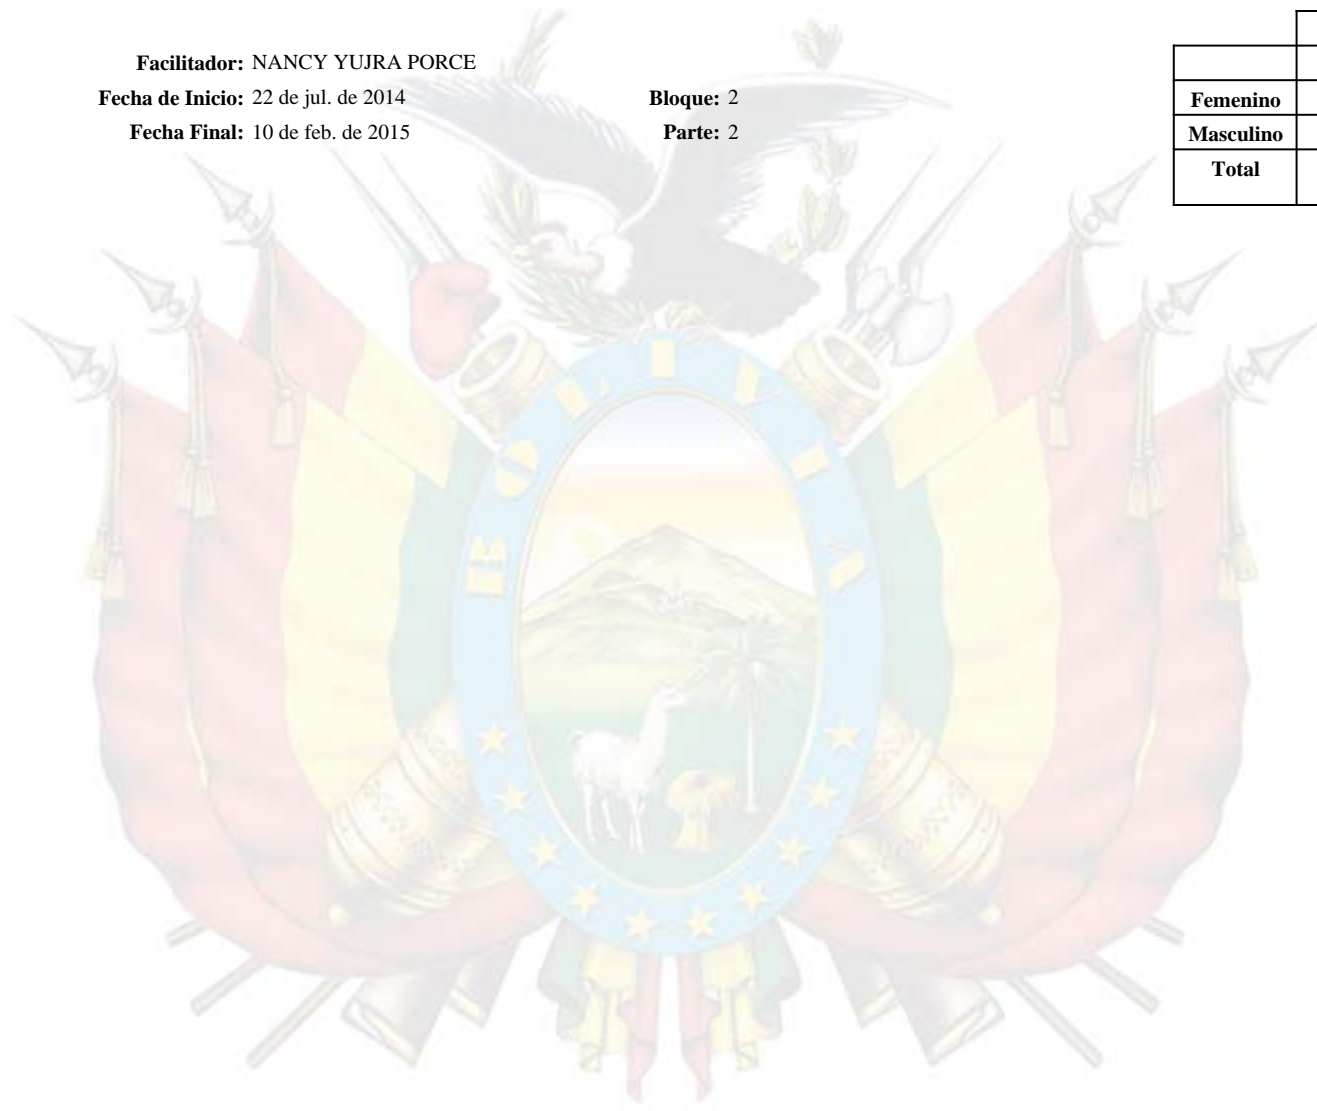 Facilitador: NANCY YUJRA PORCE
Fecha de Inicio: 22 de jul. de 2014 Bloque: 2
Fecha Final: 10 de feb. de 2015 Parte: 2
Femenino
Masculino
Total
BOLIVIA